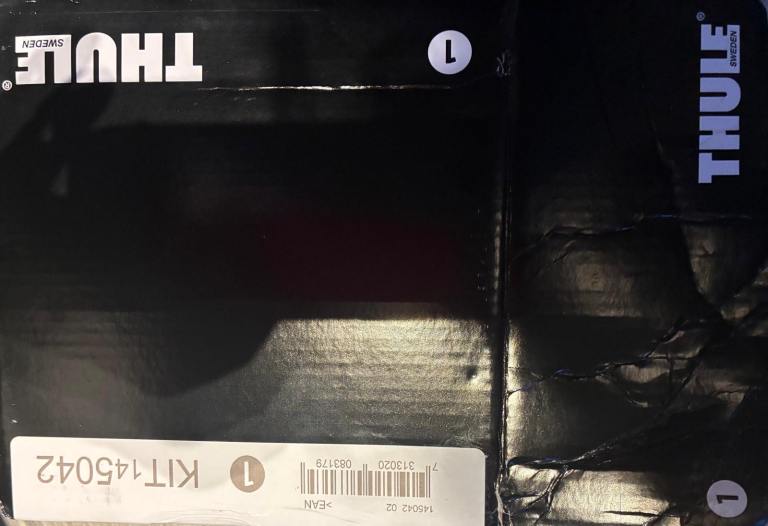 THULE®
SWEDEN
1
THULE®
SWEDEN
1
KIT145042
1
145042 02
>EAN
7 313020 083179